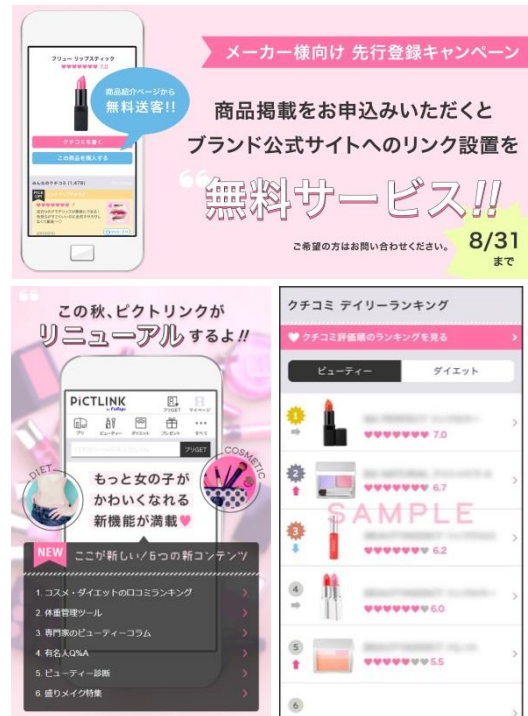 フリュー リップスティック
♥♥♥♥♥♥♥ 7.0
商品紹介ページから
無料送客!!
クチコミを書く
この商品を購入する
みんなのクチコミ (1,478)
PICK
メーカー様向け 先行登録キャンペーン
商品掲載をお申込みいただくと
ブランド公式サイトへのリンク設置を
無料サービス!!
ご希望の方はお問い合わせください。
8/31
まで
この秋、ピクトリンクが
リニューアルするよ!!
PiCTLINK
by FuRyu
プリGET
マイページ
プリ
ビューティー
ダイエット
プレゼント
すべて
プリGET
DIET
COSMETIC
もっと女の子が
かわいくなれる
新機能が満載♥
NEW ここが新しい/6つの新コンテンツ
1. コスメ・ダイエットの口コミランキング
2. 体重管理ツール
3. 専門家のビューティーコラム
4. 有名人Q&A
5. ビューティー診断
6. 盛りメイク特集
クチコミ デイリーランキング
♥ クチコミ評価順のランキングを見る
ビューティー ダイエット
1
♥♥♥♥♥♥♥ 7.0
2
♥♥♥♥♥♥♥ 6.7
SAMPLE
3
♥♥♥♥♥♥♥ 6.2
4
♥♥♥♥♥♥♥ 6.0
5
♥♥♥♥♥♥♥ 5.5
6